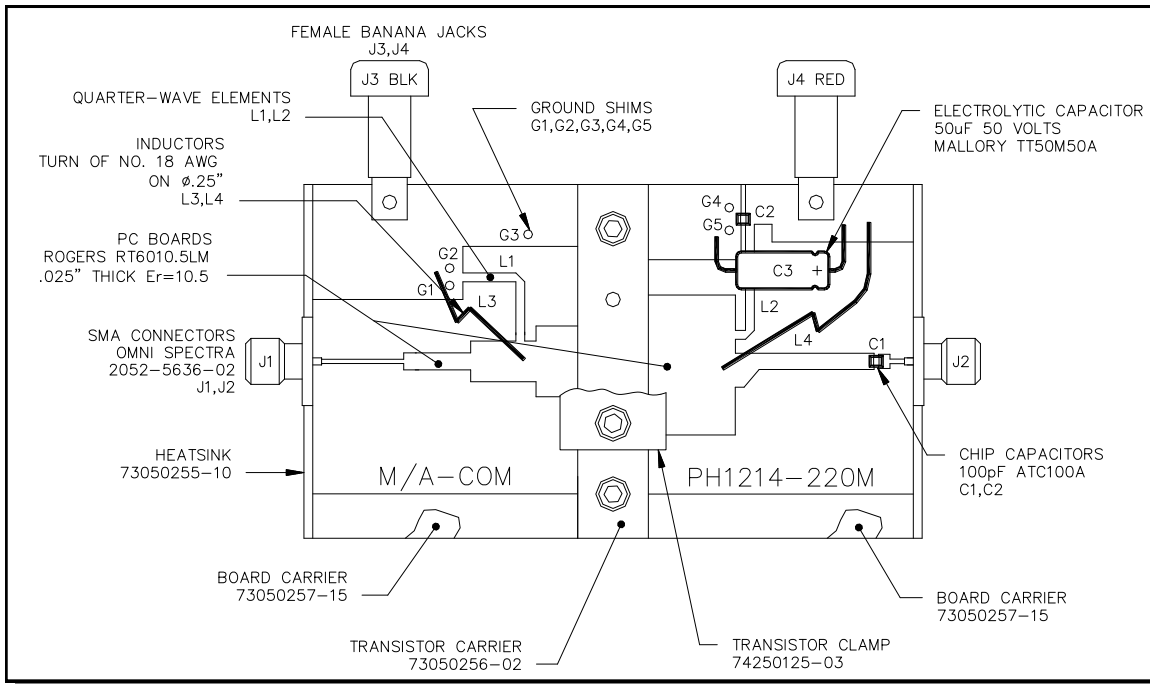 FEMALE BANANA JACKS
J3,J4
J3 BLK
J4 RED
QUARTER-WAVE ELEMENTS
L1,L2
GROUND SHIMS
G1,G2,G3,G4,G5
ELECTROLYTIC CAPACITOR
50uF 50 VOLTS
MALLORY TT50M50A
INDUCTORS
TURN OF NO. 18 AWG
ON ø.25"
L3,L4
PC BOARDS
ROGERS RT6010.5LM
.025" THICK Er=10.5
SMA CONNECTORS
OMNI SPECTRA
2052-5636-02
J1,J2
G3
G2
G1
L1
L3
G4
G5
C2
C3 +
L2
L4
C1
J1
J2
HEATSINK
73050255-10
M/A-COM
PH1214-220M
CHIP CAPACITORS
100pF ATC100A
C1,C2
BOARD CARRIER
73050257-15
TRANSISTOR CARRIER
73050256-02
TRANSISTOR CLAMP
74250125-03
BOARD CARRIER
73050257-15